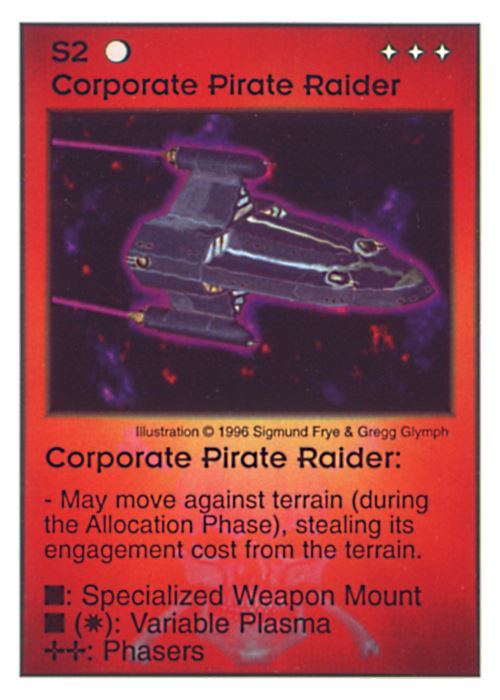 S2
Corporate Pirate Raider
Illustration © 1996 Sigmund Frye & Gregg Glymph
Corporate Pirate Raider:
- May move against terrain (during
the Allocation Phase), stealing its
engagement cost from the terrain.
■: Specialized Weapon Mount
■ (✷): Variable Plasma
✢✢: Phasers